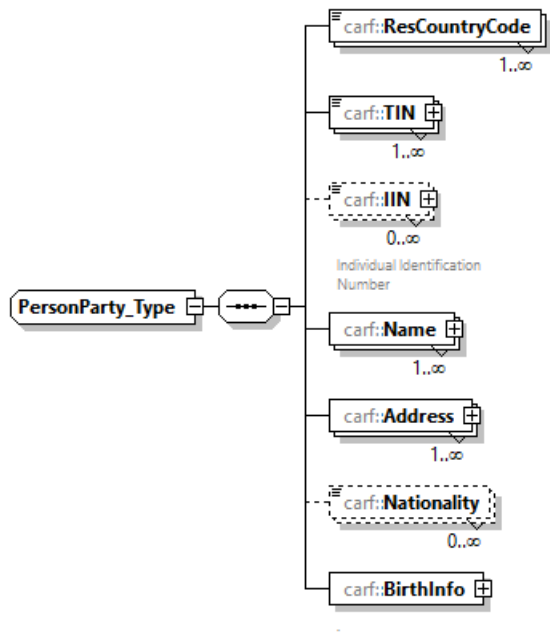 carf::ResCountryCode
1..∞
carf::TIN
1..∞
carf::IIN
0..∞
Individual Identification
Number
PersonParty_Type
carf::Name
1..∞
carf::Address
1..∞
carf::Nationality
0..∞
carf::BirthInfo